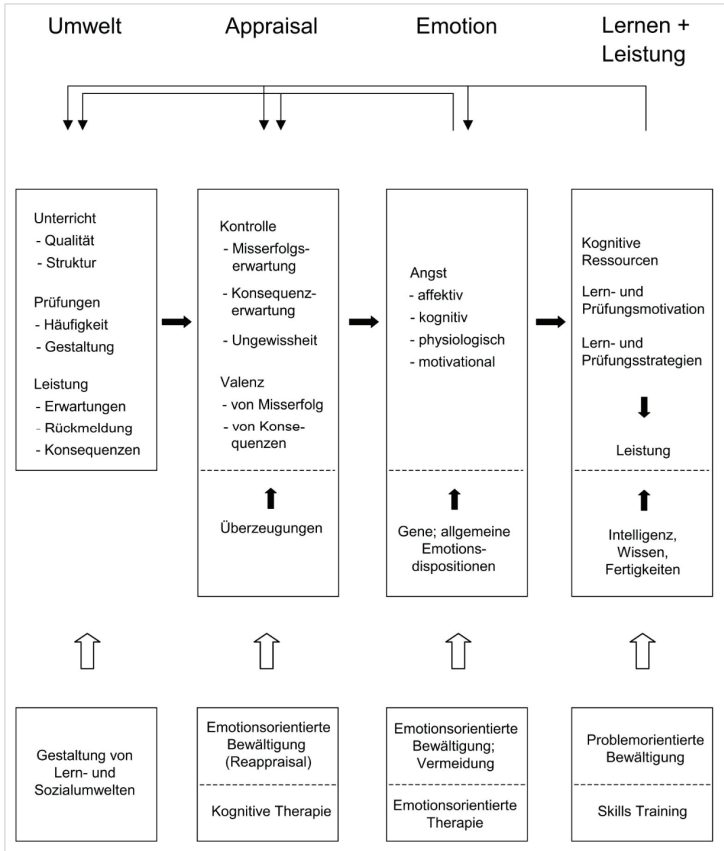 Umwelt
Appraisal
Emotion
Lernen +
Leistung
Unterricht
- Qualität
- Struktur
Prüfungen
- Häufigkeit
- Gestaltung
Leistung
- Erwartungen
- Rückmeldung
- Konsequenzen
Kontrolle
- Misserfolgs-
erwartung
- Konsequenz-
erwartung
- Ungewissheit
Valenz
- von Misserfolg
- von Konse-
quenzen
Überzeugungen
Angst
- affektiv
- kognitiv
- physiologisch
- motivational
Gene; allgemeine
Emotions-
dispositionen
Kognitive
Ressourcen
Lern- und
Prüfungsmotivation
Lern- und
Prüfungsstrategien
Leistung
Intelligenz,
Wissen,
Fertigkeiten
Gestaltung von
Lern- und
Sozialumwelten
Emotionsorientierte
Bewältigung
(Reappraisal)
Kognitive Therapie
Emotionsorientierte
Bewältigung;
Vermeidung
Emotionsorientierte
Therapie
Problemorientierte
Bewältigung
Skills Training